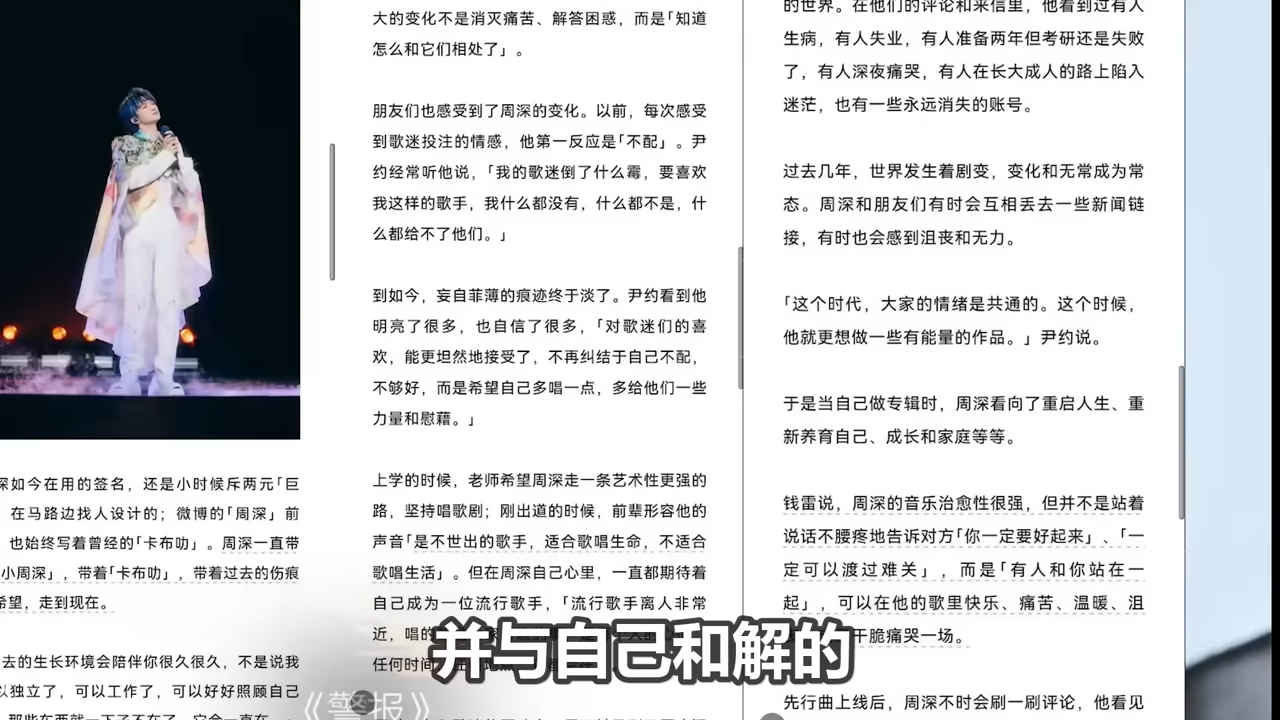 深如今在用的签名，还是小时候斥两元「巨
在马路边找人设计的；微博的「周深」前
也始终写着曾经的「卡布叻」。周深一直带
小周深」，带着「卡布叻」，带着过去的伤痕
希望，走到现在。
去的生长环境会陪伴你很久很久，不是说我
以独立了，可以工作了，可以好好照顾自己
大的变化不是消灭痛苦、解答困惑，而是「知道
怎么和它们相处了」。
朋友们也感受到了周深的变化。以前，每次感受
到歌迷投注的情感，他第一反应是「不配」。尹
约经常听他说，「我的歌迷倒了什么霉，要喜欢
我这样的歌手，我什么都没有，什么都不是，什
么都给不了他们。」
到如今，妄自菲薄的痕迹终于淡了。尹约看到他
明亮了很多，也自信了很多，「对歌迷们的喜
欢，能更坦然地接受了，不再纠结于自己不配，
不够好，而是希望自己多唱一点，多给他们一些
力量和慰藉。」
上学的时候，老师希望周深走一条艺术性更强的
路，坚持唱歌剧；刚出道的时候，前辈形容他的
声音「是不世出的歌手，适合歌唱生命，不适合
歌唱生活」。但在周深自己心里，一直都期待着
自己成为一位流行歌手，「流行歌手离人非常
近，唱的
任何时间
的世界。在他们的评论和来信里，他看到过有人
生病，有人失业，有人准备两年但考研还是失败
了，有人深夜痛哭，有人在长大成人的路上陷入
迷茫，也有一些永远消失的账号。
过去几年，世界发生着剧变，变化和无常成为常
态。周深和朋友们有时会互相丢去一些新闻链
接，有时也会感到沮丧和无力。
「这个时代，大家的情绪是共通的。这个时候，
他就更想做一些有能量的作品。」尹约说。
于是当自己做专辑时，周深看向了重启人生、重
新养育自己、成长和家庭等等。
钱雷说，周深的音乐治愈性很强，但并不是站着
说话不腰疼地告诉对方「你一定要好起来」、「一
定可以渡过难关」，而是「有人和你站在一
起」，可以在他的歌里快乐、痛苦、温暖、沮
干脆痛哭一场。
先行曲上线后，周深不时会刷一刷评论，他看见
并与自己和解的